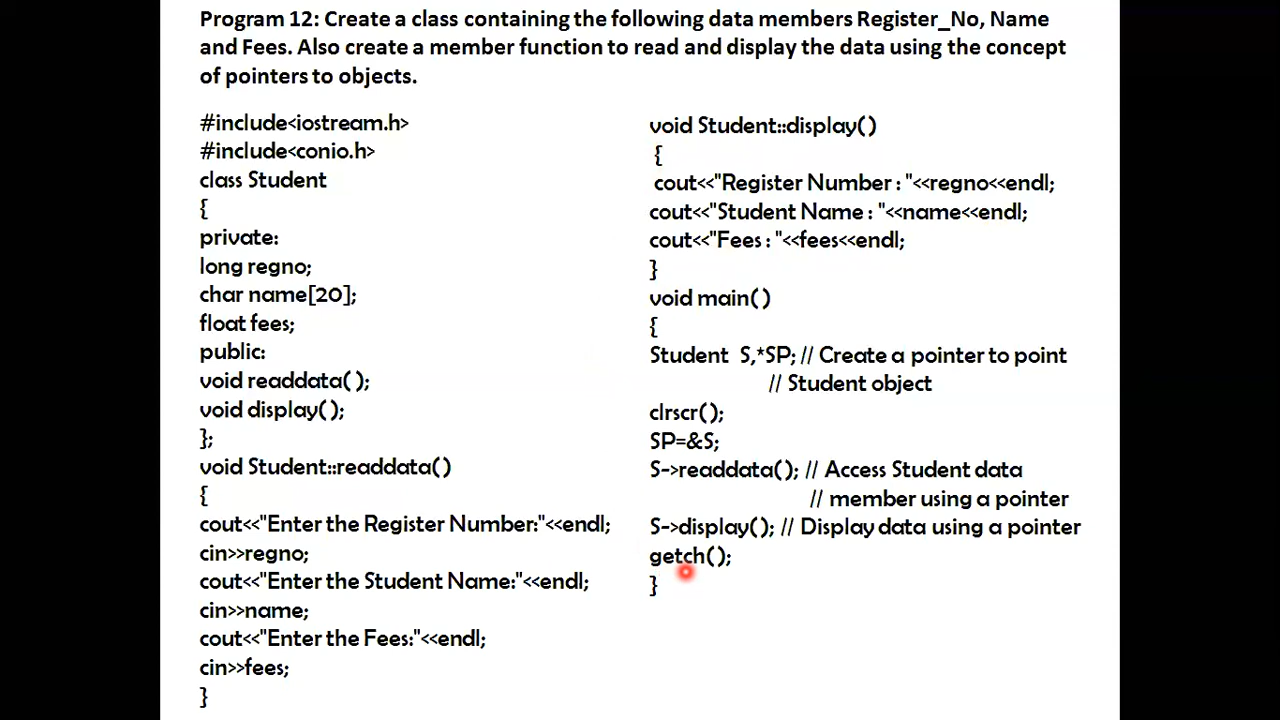 Program 12: Create a class containing the following data members Register_No, Name
and Fees. Also create a member function to read and display the data using the concept
of pointers to objects.
#include<iostream.h>
#include<conio.h>
class Student
{
private:
long regno;
char name[20];
float fees;
public:
void readdata( );
void display( );
};
void Student::readdata( )
{
cout<<"Enter the Register Number:"<<endl;
cin>>regno;
cout<<"Enter the Student Name:"<<endl;
cin>>name;
cout<<"Enter the Fees:"<<endl;
cin>>fees;
}
void Student::display( )
{
cout<<"Register Number : "<<regno<<endl;
cout<<"Student Name : "<<name<<endl;
cout<<"Fees : "<<fees<<endl;
}
void main( )
{
Student S,*SP; // Create a pointer to point
// Student object
clrscr( );
SP=&S;
S->readdata( ); // Access Student data
// member using a pointer
S->display( ); // Display data using a pointer
getch( );
}